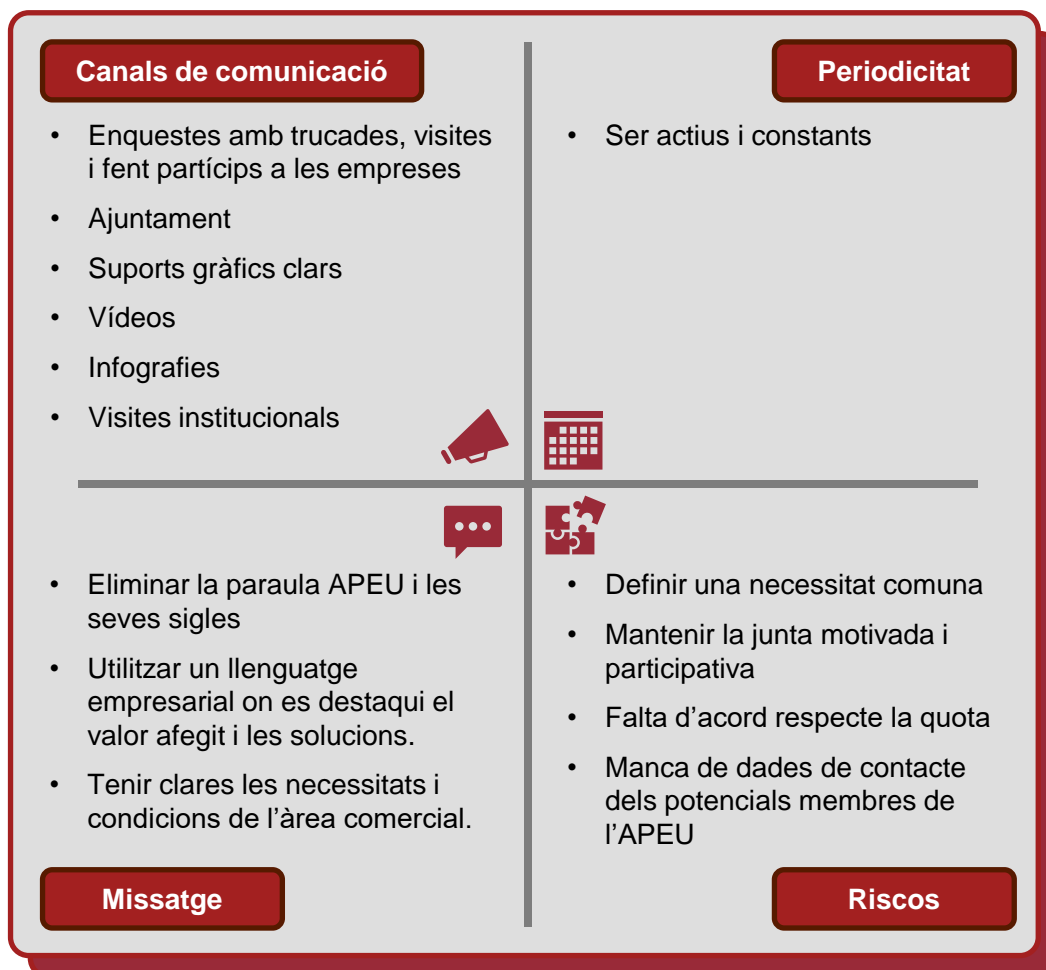 Canals de comunicació
• Enquestes amb trucades, visites
i fent partícips a les empreses
• Ajuntament
• Suports gràfics clars
• Vídeos
• Infografies
• Visites institucionals
Periodicitat
• Ser actius i constants
• Eliminar la paraula APEU i les
seves sigles
• Utilitzar un llenguatge
empresarial on es destaqui el
valor afegit i les solucions.
• Tenir clares les necessitats i
condicions de l’àrea comercial.
Missatge
• Definir una necessitat comuna
• Mantenir la junta motivada i
participativa
• Falta d’acord respecte la quota
• Manca de dades de contacte
dels potencials membres de
l’APEU
Riscos